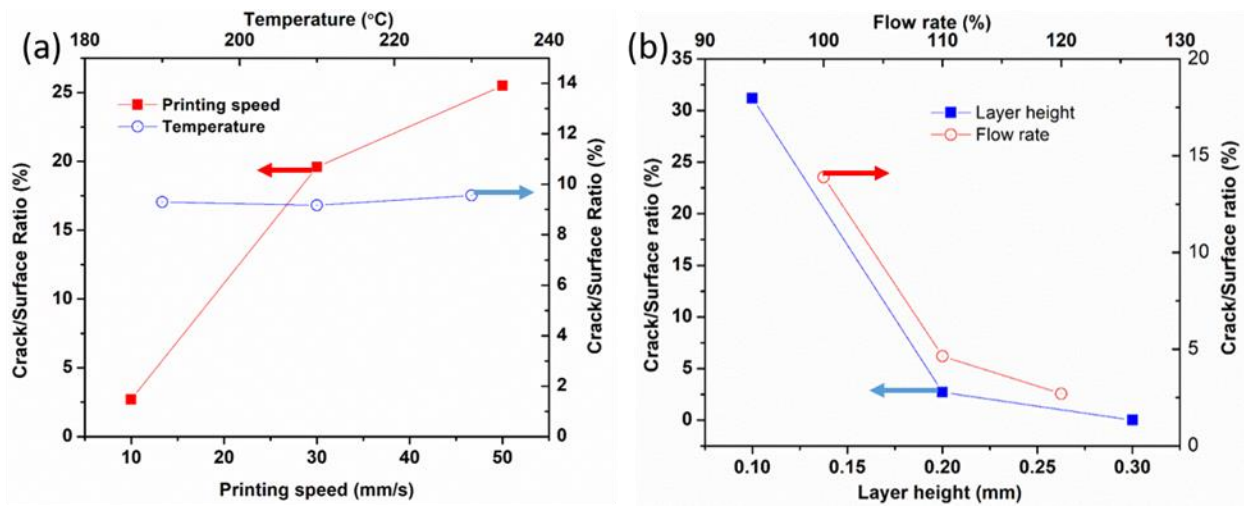 (a)
Temperature (°C)
180 200 220 240
25
20
15
10
5
0
Crack/Surface Ratio (%)
Printing speed
Temperature
14
12
10
8
6
4
2
0
Crack/Surface Ratio (%)
10 20 30 40 50
Printing speed (mm/s)
(b)
Flow rate (%)
90 100 110 120 130
35
30
25
20
15
10
5
0
Crack/Surface ratio (%)
Layer height
Flow rate
20
15
10
5
0
Crack/Surface ratio (%)
0.10 0.15 0.20 0.25 0.30
Layer height (mm)